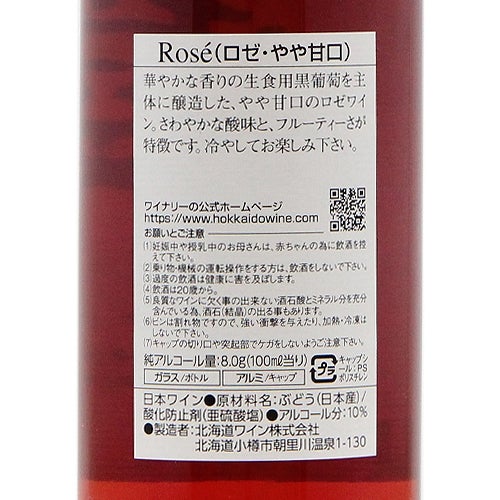 Rosé(ロゼ・やや甘口)
華やかな香りの生食用黒葡萄を主
体に醸造した、やや甘口のロゼワイ
ン。さわやかな酸味と、フルーティーさが
特徴です。冷やしてお楽しみ下さい。
ワイナリーの公式ホームページ
https://www.hokkaidowine.com
お願いとご注意
(1)妊娠中や授乳中のお母さんは、赤ちゃんの為に飲酒を控
えて下さい。
(2)乗り物・機械の運転操作をする方は、飲酒をしないで下さい。
(3)過度の飲酒は健康に害を及ぼします。
(4)飲酒は20歳から。
(5)良質なワインに欠く事の出来ない酒石酸とミネラル分を充分
含んでいる為、酒石(結晶)の出る事もあります。
(6)ビンは割れ物ですので、強い衝撃を与えたり、加熱・冷凍は
しないで下さい。
(7)キャップの切り口や突起部でケガをしないようご注意下さい。
純アルコール量:8.0g(100ml当り)
ガラス/ボトル アルミ/キャップ
プラ
キャップシ
ール:PS
ポリスチレン
日本ワイン●原材料名:ぶどう(日本産)/
酸化防止剤(亜硫酸塩)●アルコール分:10%
●製造者:北海道ワイン株式会社
北海道小樽市朝里川温泉1-130